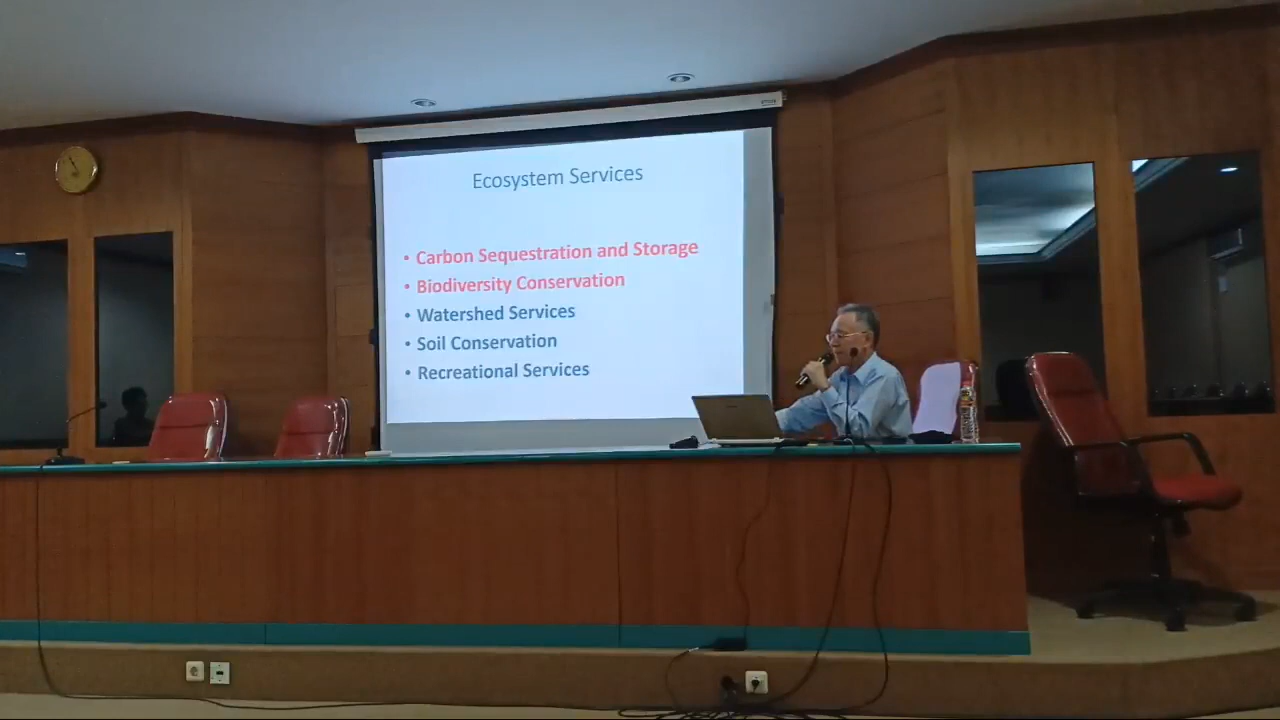 Ecosystem Services
• Carbon Sequestration and Storage
• Biodiversity Conservation
• Watershed Services
• Soil Conservation
• Recreational Services